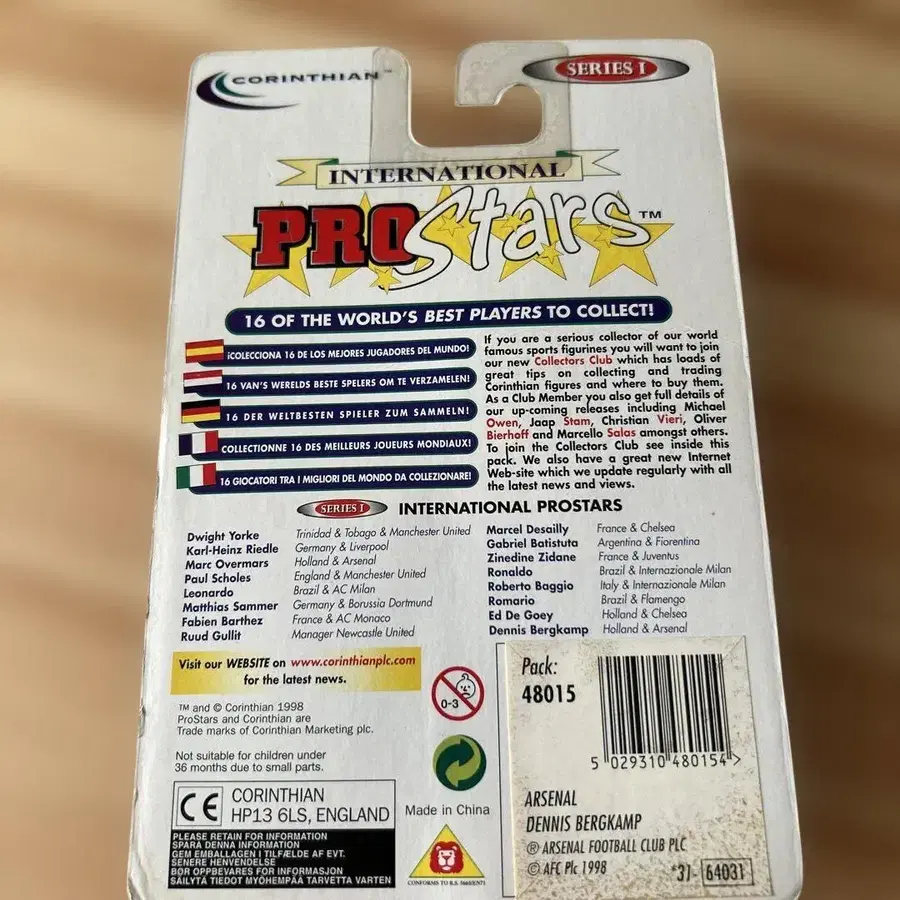 CORINTHIAN™
SERIES I
INTERNATIONAL
PROStars™
16 OF THE WORLD'S BEST PLAYERS TO COLLECT!
¡COLECCIONA 16 DE LOS MEJORES JUGADORES DEL MUNDO!
16 VAN'S WERELDS BESTE SPELERS OM TE VERZAMELEN!
16 DER WELTBESTEN SPIELER ZUM SAMMELN!
COLLECTIONNE 16 DES MEILLEURS JOUEURS MONDIAUX!
16 GIOCATORI TRA I MIGLIORI DEL MONDO DA COLLEZIONARE!
If you are a serious collector of our world
famous sports figurines you will want to join
our new Collectors Club which has loads of
great tips on collecting and trading
Corinthian figures and where to buy them.
As a Club Member you also get full details of
our up-coming releases including Michael
Owen, Jaap Stam, Christian Vieri, Oliver
Bierhoff and Marcello Salas amongst others.
To join the Collectors Club see inside this
pack. We also have a great new Internet
Web-site which we update regularly with all
the latest news and views.
SERIES I INTERNATIONAL PROSTARS
Dwight Yorke Trinidad & Tobago & Manchester United
Karl-Heinz Riedle Germany & Liverpool
Marc Overmars Holland & Arsenal
Paul Scholes England & Manchester United
Leonardo Brazil & AC Milan
Matthias Sammer Germany & Borussia Dortmund
Fabien Barthez France & AC Monaco
Ruud Gullit Manager Newcastle United
Marcel Desailly France & Chelsea
Gabriel Batistuta Argentina & Fiorentina
Zinedine Zidane France & Juventus
Ronaldo Brazil & Internazionale Milan
Roberto Baggio Italy & Internazionale Milan
Romario Brazil & Flamengo
Ed De Goey Holland & Chelsea
Dennis Bergkamp Holland & Arsenal
Visit our WEBSITE on www.corinthianplc.com
for the latest news.
™ and © Corinthian 1998
ProStars and Corinthian are
Trade marks of Corinthian Marketing plc.
Not suitable for children under
36 months due to small parts.
CE CORINTHIAN
HP13 6LS, ENGLAND
PLEASE RETAIN FOR INFORMATION
SPARA DENNA INFORMATION
GEM EMBALLAGEN I TILFÆLDE AF EVT.
SENERE HENVENDELSE
BØR OPPBEVARES FOR INFORMASJON
SÄILYTÄ TIEDOT MYÖHEMPÄÄ TARVETTA VARTEN
0-3
Made in China
CONFORMS TO B.S.
Pack:
48015
5 029310 480154 >
ARSENAL
DENNIS BERGKAMP
® ARSENAL FOOTBALL CLUB PLC
© AFC Plc 1998
*31- 64031